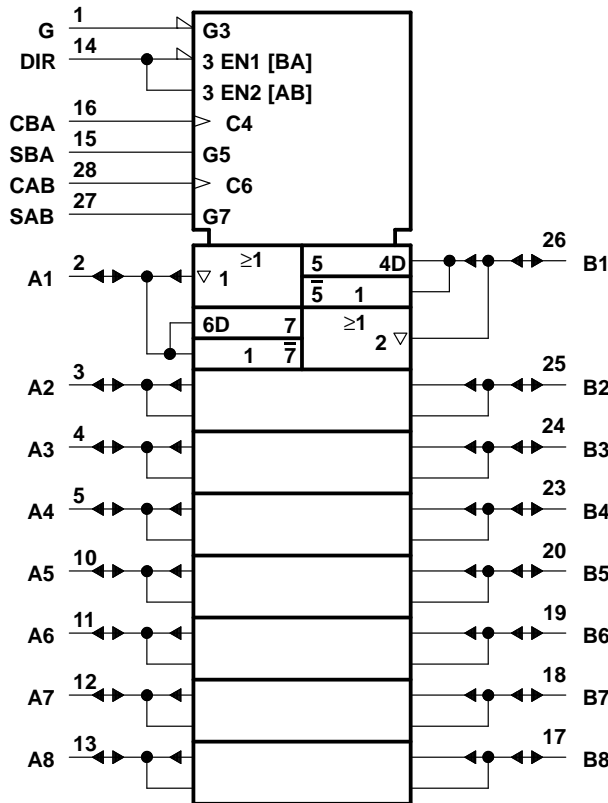 G 1 G3
DIR 14 3 EN1 [BA]
3 EN2 [AB]
CBA 16 C4
SBA 15 G5
CAB 28 C6
SAB 27 G7
A1 2 ▽ 1 ≥1 5 4D 26 B1
5̅ 1
6D 7 ≥1
1 7̅ 2 ▽
A2 3 25 B2
A3 4 24 B3
A4 5 23 B4
A5 10 20 B5
A6 11 19 B6
A7 12 18 B7
A8 13 17 B8